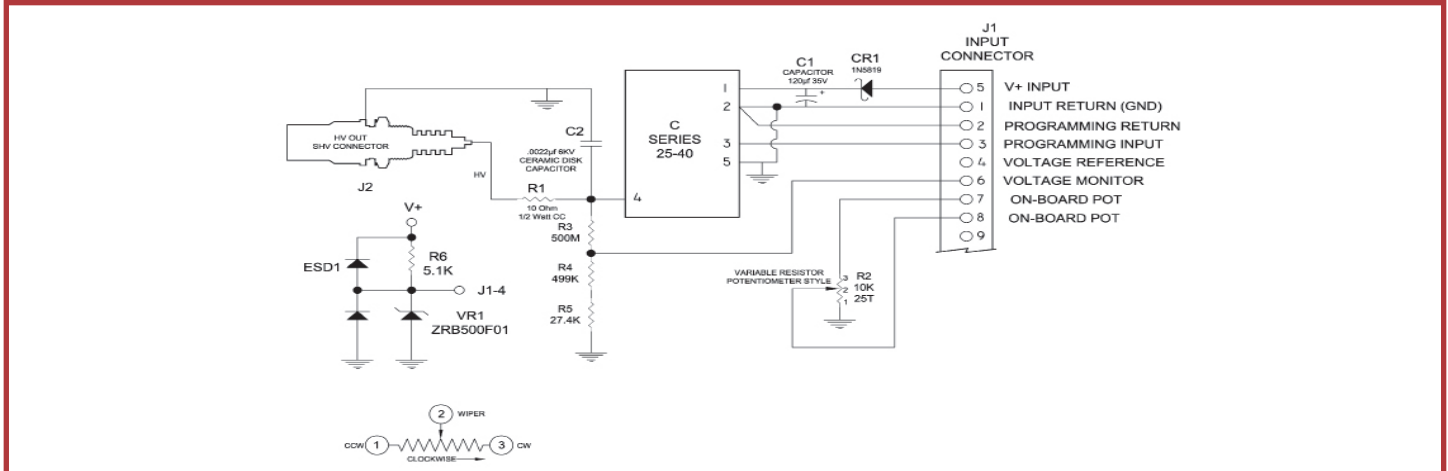 J1
INPUT
CONNECTOR
C1
CAPACITOR
120µf 35V
+
CR1
1N5819
1
2
3
5
4
C
SERIES
25-40
5 V+ INPUT
1 INPUT RETURN (GND)
2 PROGRAMMING RETURN
3 PROGRAMMING INPUT
4 VOLTAGE REFERENCE
6 VOLTAGE MONITOR
7 ON-BOARD POT
8 ON-BOARD POT
9
HV OUT
SHV CONNECTOR
J2
HV
C2
.0022µf 6KV
CERAMIC DISK
CAPACITOR
R1
10 Ohm
1/2 Watt CC
R3
500M
R4
499K
R5
27.4K
V+
R6
5.1K
ESD1
J1-4
VR1
ZRB500F01
VARIABLE RESISTOR
POTENTIOMETER STYLE
3
2
1
R2
10K
25T
2 WIPER
CCW 1 3 CW
CLOCKWISE